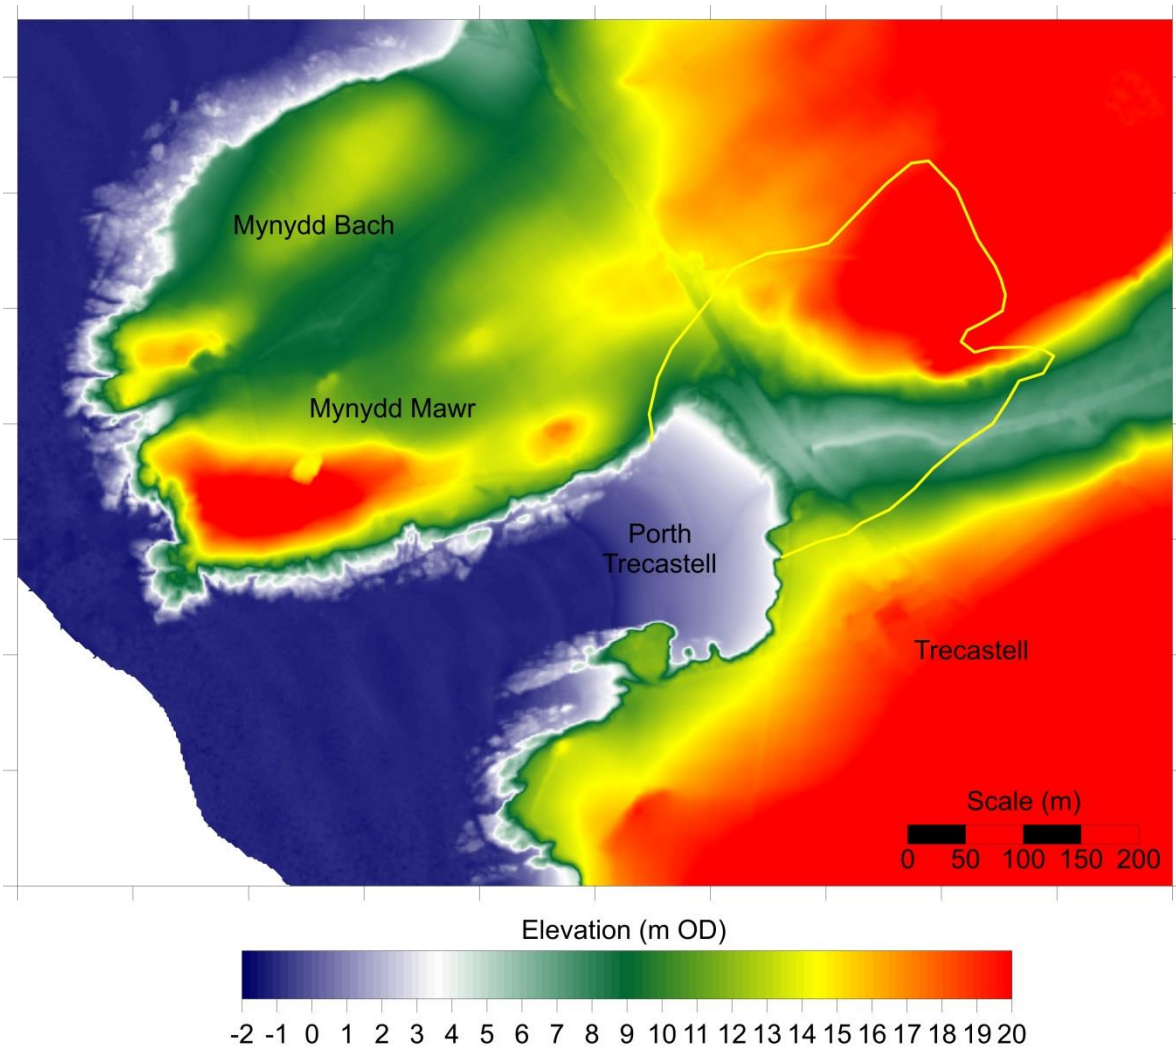 Mynydd Bach
Mynydd Mawr
Porth
Trecastell
Trecastell
Scale (m)
0 50 100 150 200
Elevation (m OD)
-2 -1 0 1 2 3 4 5 6 7 8 9 10 11 12 13 14 15 16 17 18 19 20